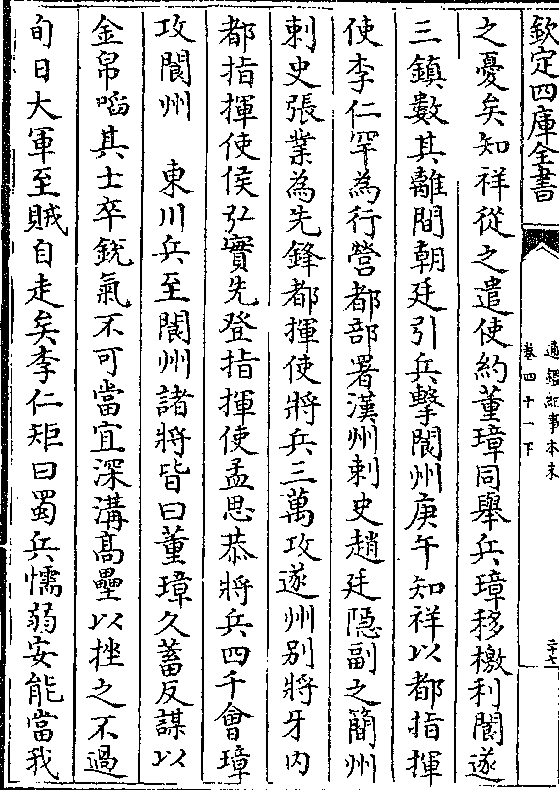 欽定四庫全書
通鑑紀事本末
卷四十一下
之憂矣知祥從之遣使約董璋同舉兵璋移檄利閬遂
三鎮數其離間朝廷引兵擊閬州庚午知祥以都指揮
使李仁罕為行營都部署漢州刺史趙廷隱副之簡州
刺史張業為先鋒都揮使將兵三萬攻遂州别將牙内
都指揮使侯弘實先登指揮使孟思恭將兵四千會璋
攻閬州　東川兵至閬州諸將皆曰董璋久蓄反謀以
金帛啗其士卒銳氣不可當宜深溝髙壘以挫之不過
旬日大軍至賊自走矣李仁矩曰蜀兵懦弱安能當我